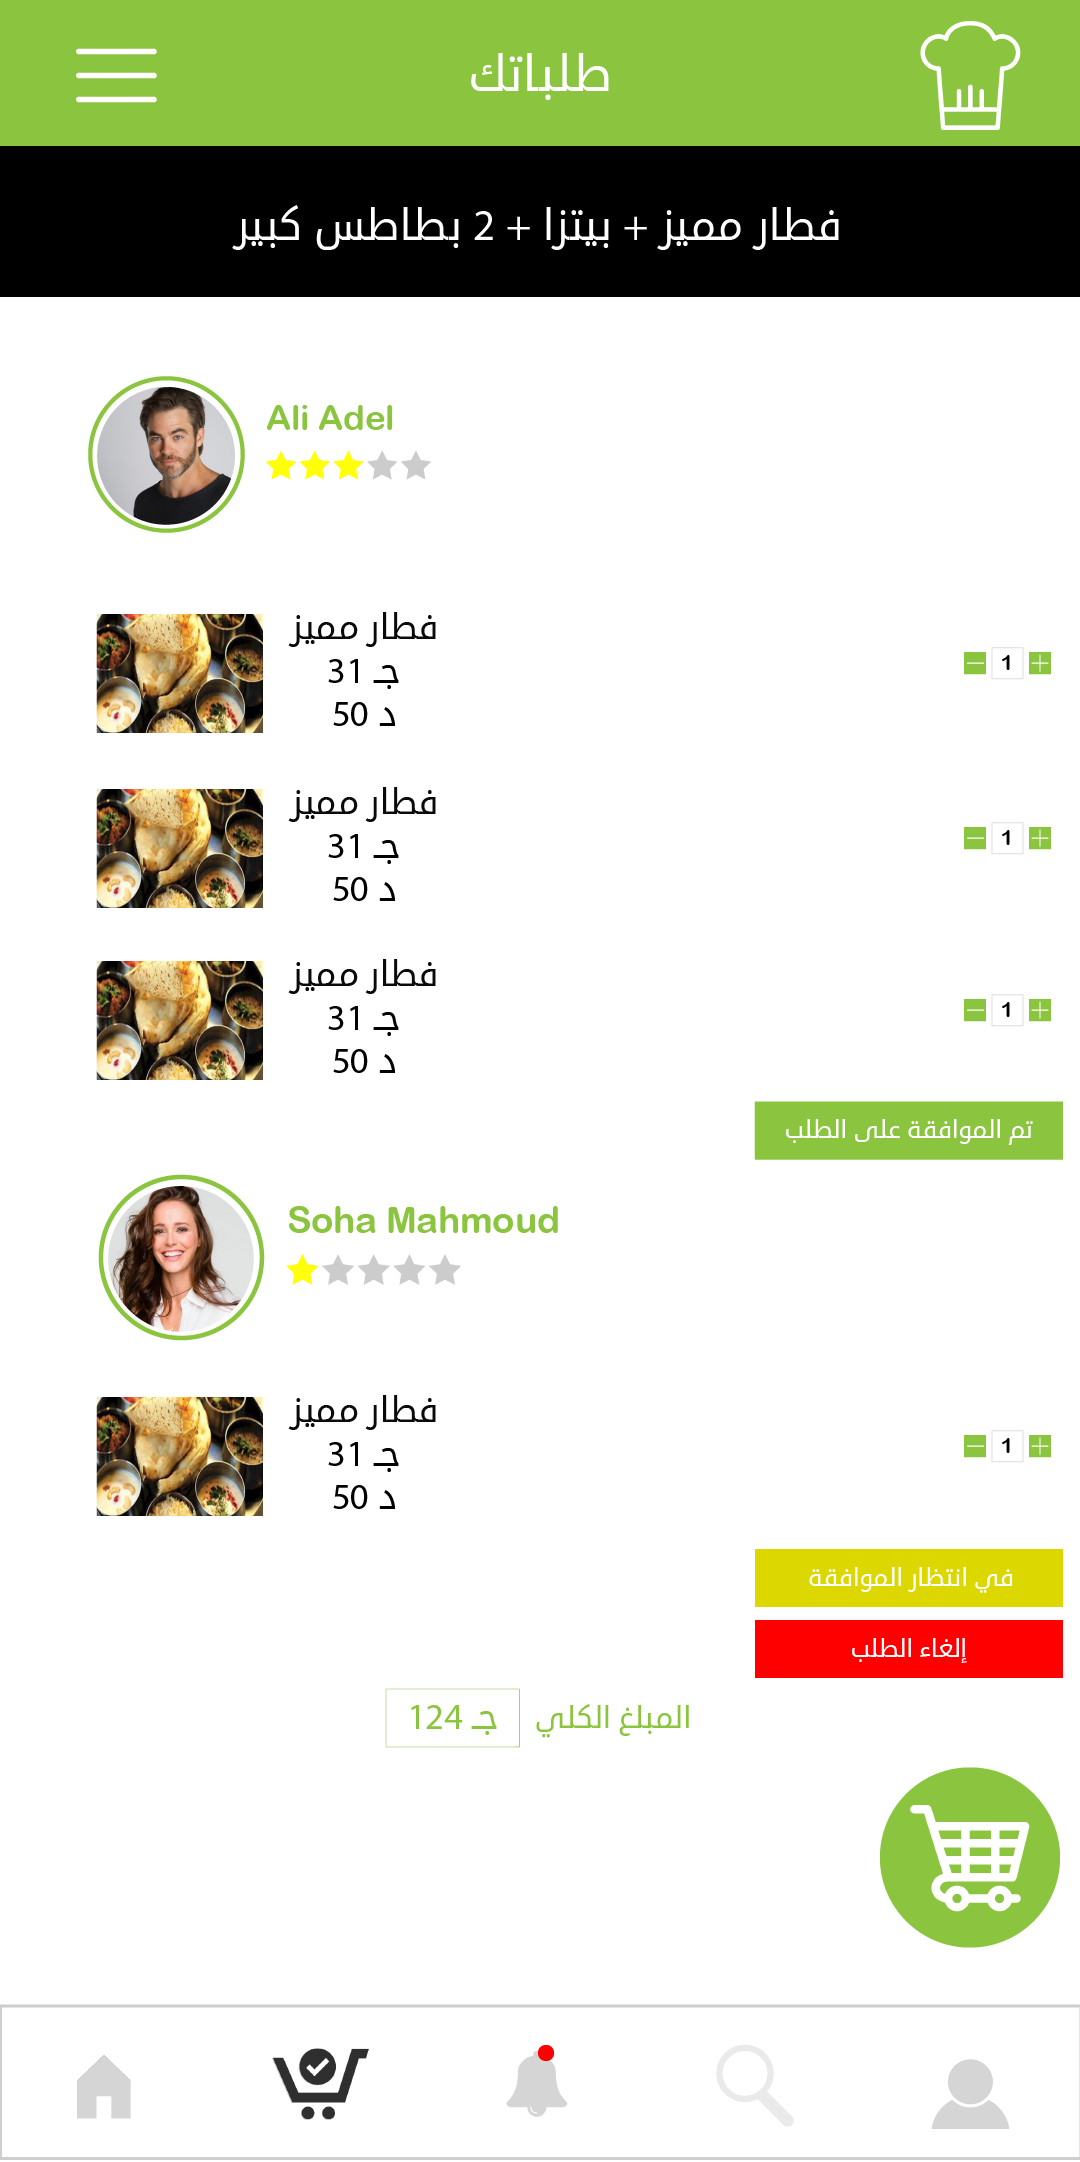 طلباتك
فطار مميز + بيتزا + 2 بطاطس كبير
Ali Adel
فطار مميز
31 جـ
50 د
1
فطار مميز
31 جـ
50 د
1
فطار مميز
31 جـ
50 د
1
تم الموافقة على الطلب
Soha Mahmoud
فطار مميز
31 جـ
50 د
1
في انتظار الموافقة
إلغاء الطلب
المبلغ الكلي 124 جـ